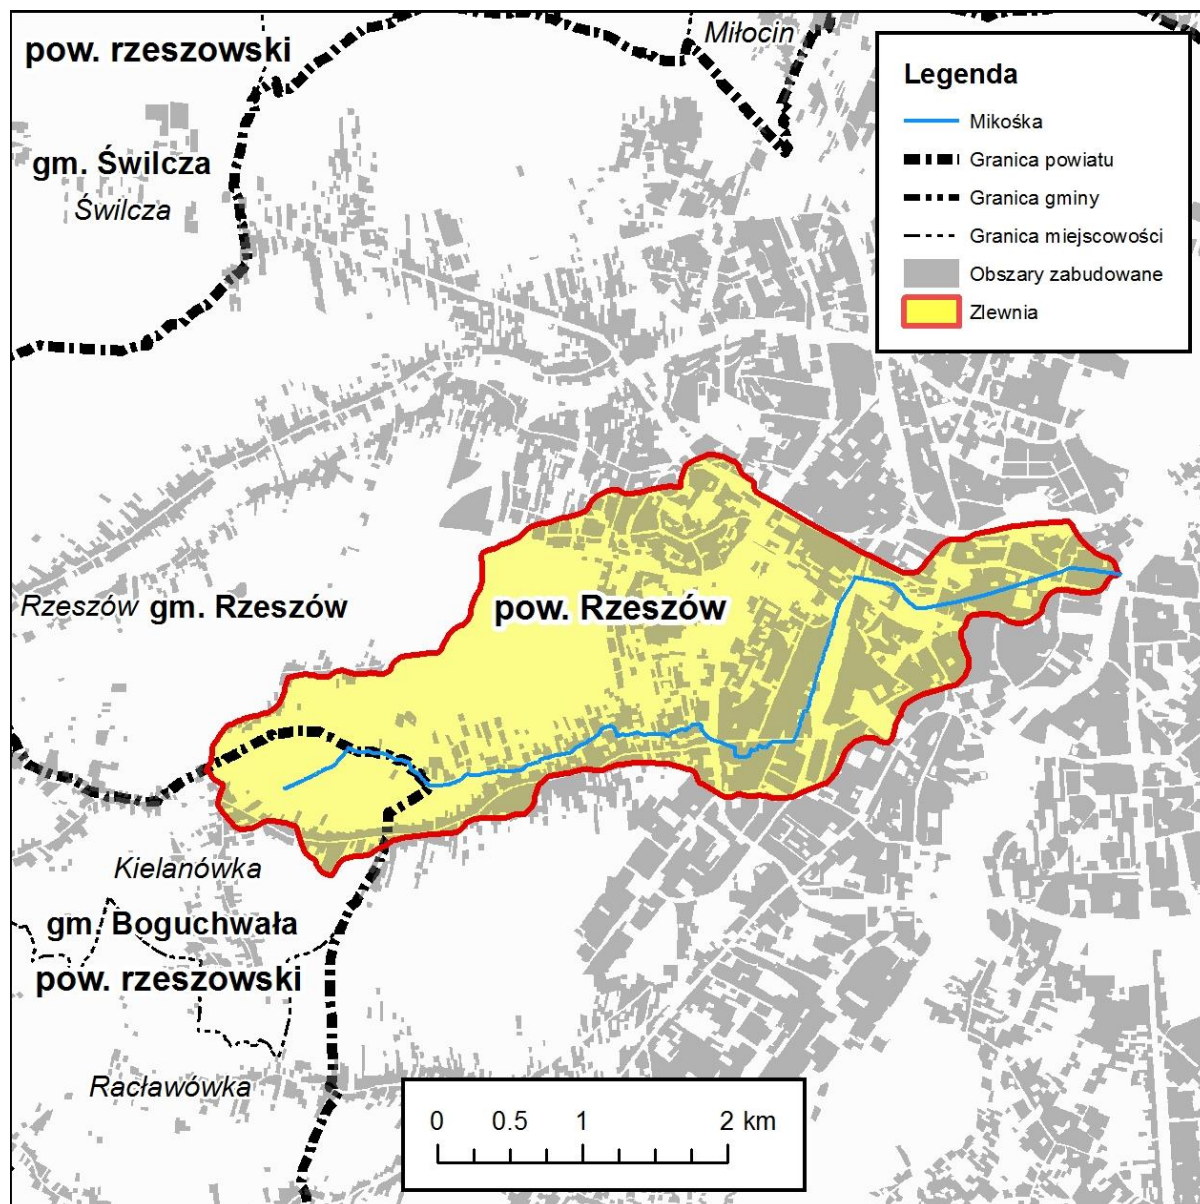 pow. rzeszowski
Miłocin
gm. Świlcza
Świlcza
Legenda
Mikośka
Granica powiatu
Granica gminy
Granica miejscowości
Obszary zabudowane
Zlewnia
Rzeszów
gm. Rzeszów
pow. Rzeszów
Kielanówka
gm. Boguchwała
pow. rzeszowski
Racławówka
0 0.5 1 2 km